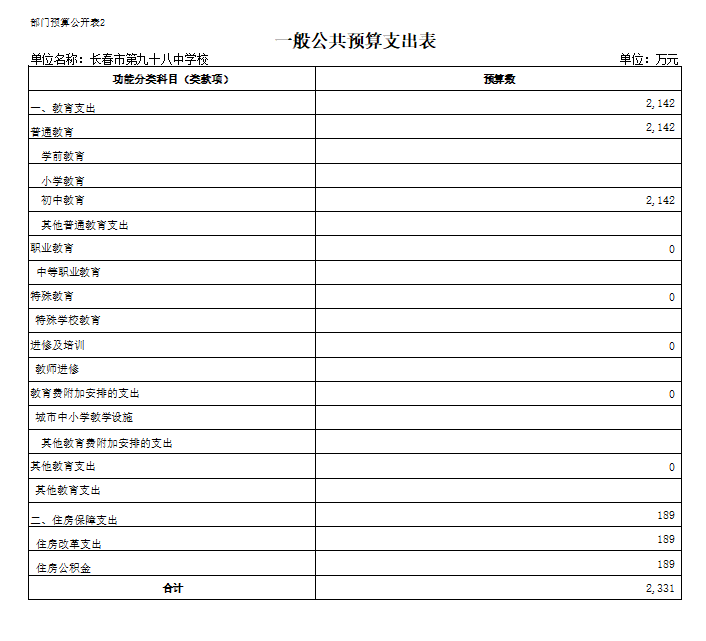 部门预算公开表2
一般公共预算支出表
单位名称：长春市第九十八中学校 单位：万元
功能分类科目（类款项） 预算数
一、教育支出 2,142
普通教育 2,142
学前教育
小学教育
初中教育 2,142
其他普通教育支出
职业教育 0
中等职业教育
特殊教育 0
特殊学校教育
进修及培训 0
教师进修
教育费附加安排的支出 0
城市中小学教学设施
其他教育费附加安排的支出
其他教育支出 0
其他教育支出
二、住房保障支出 189
住房改革支出 189
住房公积金 189
合计 2,331